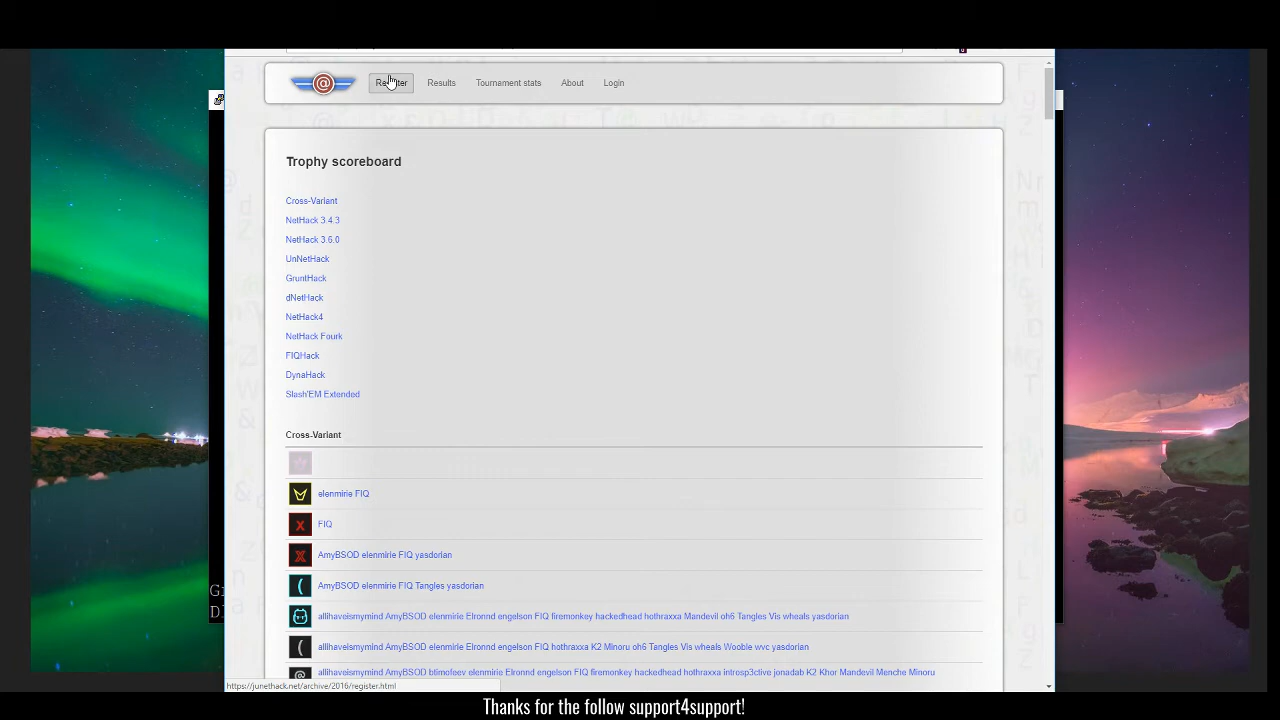 @
Register Results Tournament stats About Login
Trophy scoreboard
Cross-Variant
NetHack 3.4.3
NetHack 3.6.0
UnNetHack
GruntHack
dNetHack
NetHack4
NetHack Fourk
FIQHack
DynaHack
Slash'EM Extended
Cross-Variant
elenmirie FIQ
x FIQ
AmyBSOD elenmirie FIQ yasdorian
( AmyBSOD elenmirie FIQ Tangles yasdorian
allihaveismymind AmyBSOD elenmirie Elronnd engelson FIQ firemonkey hackedhead hothraxxa Mandevil oh6 Tangles Vis wheals yasdorian
( allihaveismymind AmyBSOD elenmirie Elronnd engelson FIQ hothraxxa K2 Minoru oh6 Tangles Vis wheals Wooble wvc yasdorian
@ allihaveismymind AmyBSOD btimofeev elenmirie Elronnd engelson FIQ firemonkey hackedhead hothraxxa introsp3ctive jonadab K2 Khor Mandevil Menche Minoru
https://junethack.net/archive/2016/register.html
Thanks for the follow support4support!